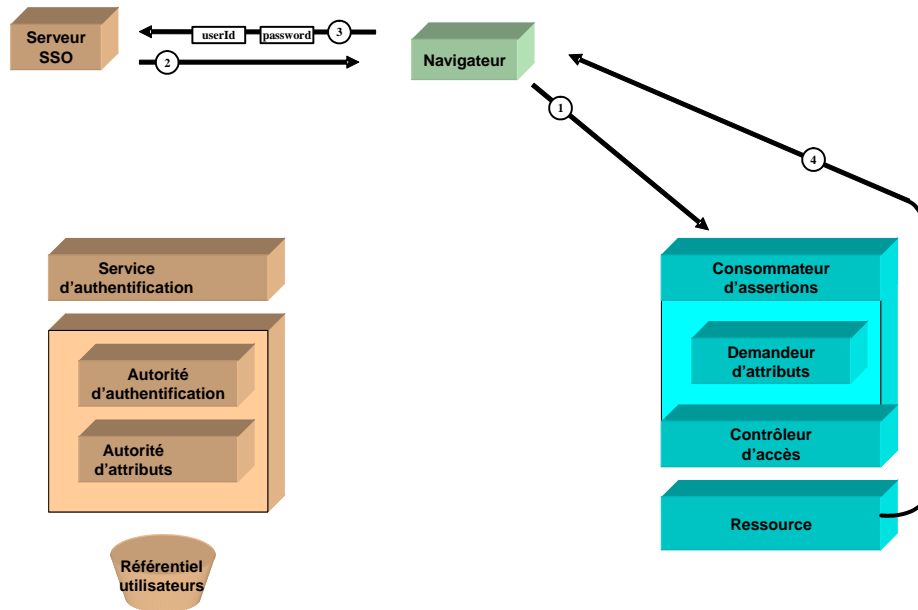 Serveur
SSO
userId
password
3
2
Navigateur
1
4
Service
d'authentification
Consommateur
d'assertions
Autorité
d'authentification
Demandeur
d'attributs
Autorité
d'attributs
Contrôleur
d'accès
Ressource
Référentiel
utilisateurs